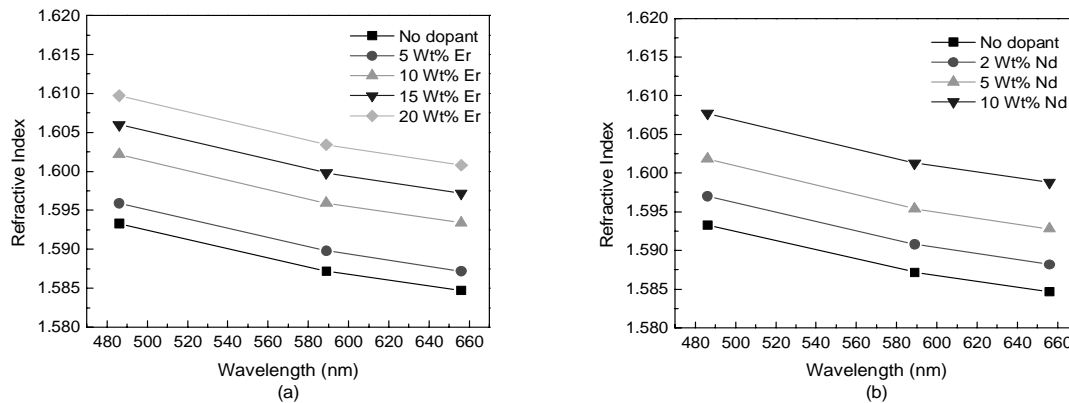 1.620
1.615
1.610
1.605
1.600
1.595
1.590
1.585
1.580
Refractive Index
No dopant
5 Wt% Er
10 Wt% Er
15 Wt% Er
20 Wt% Er
480 500 520 540 560 580 600 620 640 660
Wavelength (nm)
(a)
1.620
1.615
1.610
1.605
1.600
1.595
1.590
1.585
1.580
Refractive Index
No dopant
2 Wt% Nd
5 Wt% Nd
10 Wt% Nd
480 500 520 540 560 580 600 620 640 660
Wavelength (nm)
(b)